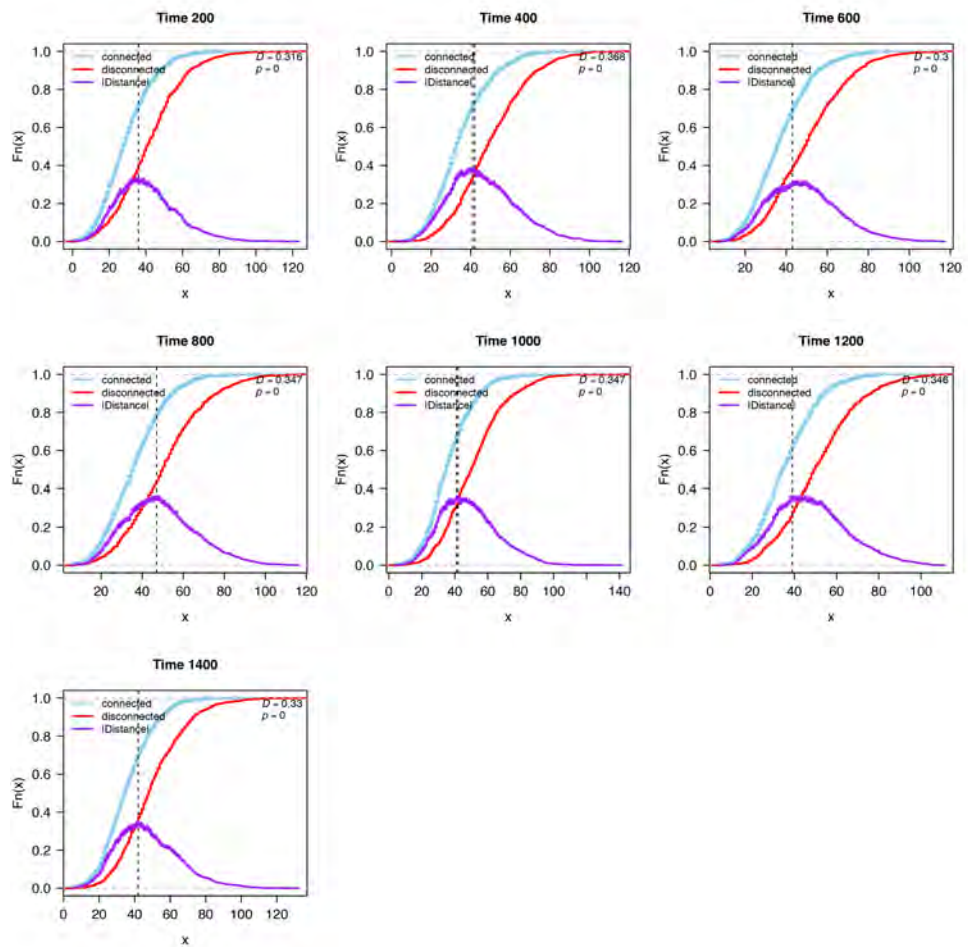 Time 200
Time 400
Time 600
1.0
0.8
0.6
0.4
0.2
0.0
Fn(x)
connected
disconnected
|Distance|
D = 0.316
p = 0
0 20 40 60 80 100 120
x
1.0
0.8
0.6
0.4
0.2
0.0
Fn(x)
connected
disconnected
|Distance|
D = 0.368
p = 0
0 20 40 60 80 100 120
x
1.0
0.8
0.6
0.4
0.2
0.0
Fn(x)
connected
disconnected
|Distance|
D = 0.3
p = 0
20 40 60 80 100 120
x
Time 800
Time 1000
Time 1200
1.0
0.8
0.6
0.4
0.2
0.0
Fn(x)
connected
disconnected
|Distance|
D = 0.347
p = 0
20 40 60 80 100 120
x
1.0
0.8
0.6
0.4
0.2
0.0
Fn(x)
connected
disconnected
|Distance|
D = 0.347
p = 0
0 20 40 60 80 100 140
x
1.0
0.8
0.6
0.4
0.2
0.0
Fn(x)
connected
disconnected
|Distance|
D = 0.346
p = 0
0 20 40 60 80 100
x
Time 1400
1.0
0.8
0.6
0.4
0.2
0.0
Fn(x)
connected
disconnected
|Distance|
D = 0.33
p = 0
0 20 40 60 80 100 120
x